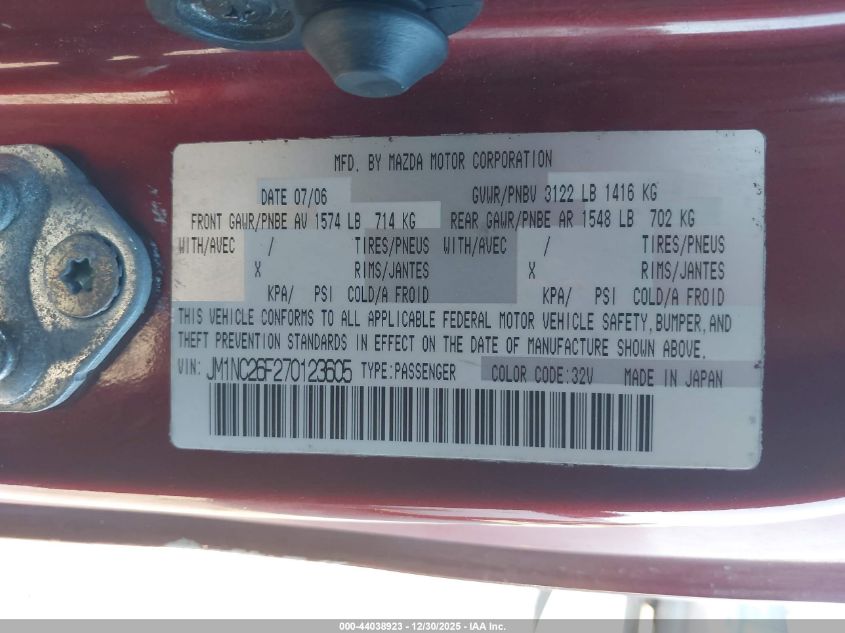 MFD. BY MAZDA MOTOR CORPORATION
DATE 07/06 GVWR/PNBV 3122 LB 1416 KG
FRONT GAWR/PNBE AV 1574 LB 714 KG REAR GAWR/PNBE AR 1548 LB 702 KG
WITH/AVEC / TIRES/PNEUS WITH/AVEC / TIRES/PNEUS
X RIMS/JANTES X RIMS/JANTES
KPA/ PSI COLD/A FROID KPA/ PSI COLD/A FROID
THIS VEHICLE CONFORMS TO ALL APPLICABLE FEDERAL MOTOR VEHICLE SAFETY, BUMPER, AND
THEFT PREVENTION STANDARDS IN EFFECT ON THE DATE OF MANUFACTURE SHOWN ABOVE.
VIN: JM1NC26F270123605 TYPE:PASSENGER COLOR CODE:32V MADE IN JAPAN
000-44038923 - 12/30/2025 - IAA Inc.